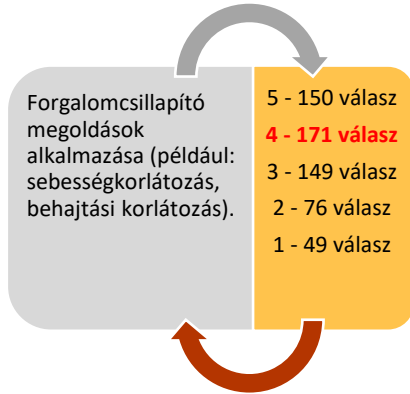 Forgalomcsillapító
megoldások
alkalmazása (például:
sebességkorlátozás,
behajtási korlátozás).
5 - 150 válasz
4 - 171 válasz
3 - 149 válasz
2 - 76 válasz
1 - 49 válasz